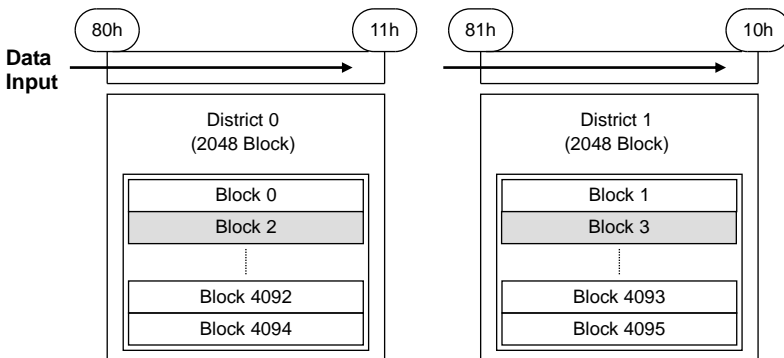 80h 11h 81h 10h
Data
Input
District 0 District 1
(2048 Block) (2048 Block)
Block 0 Block 1
Block 2 Block 3
Block 4092 Block 4093
Block 4094 Block 4095